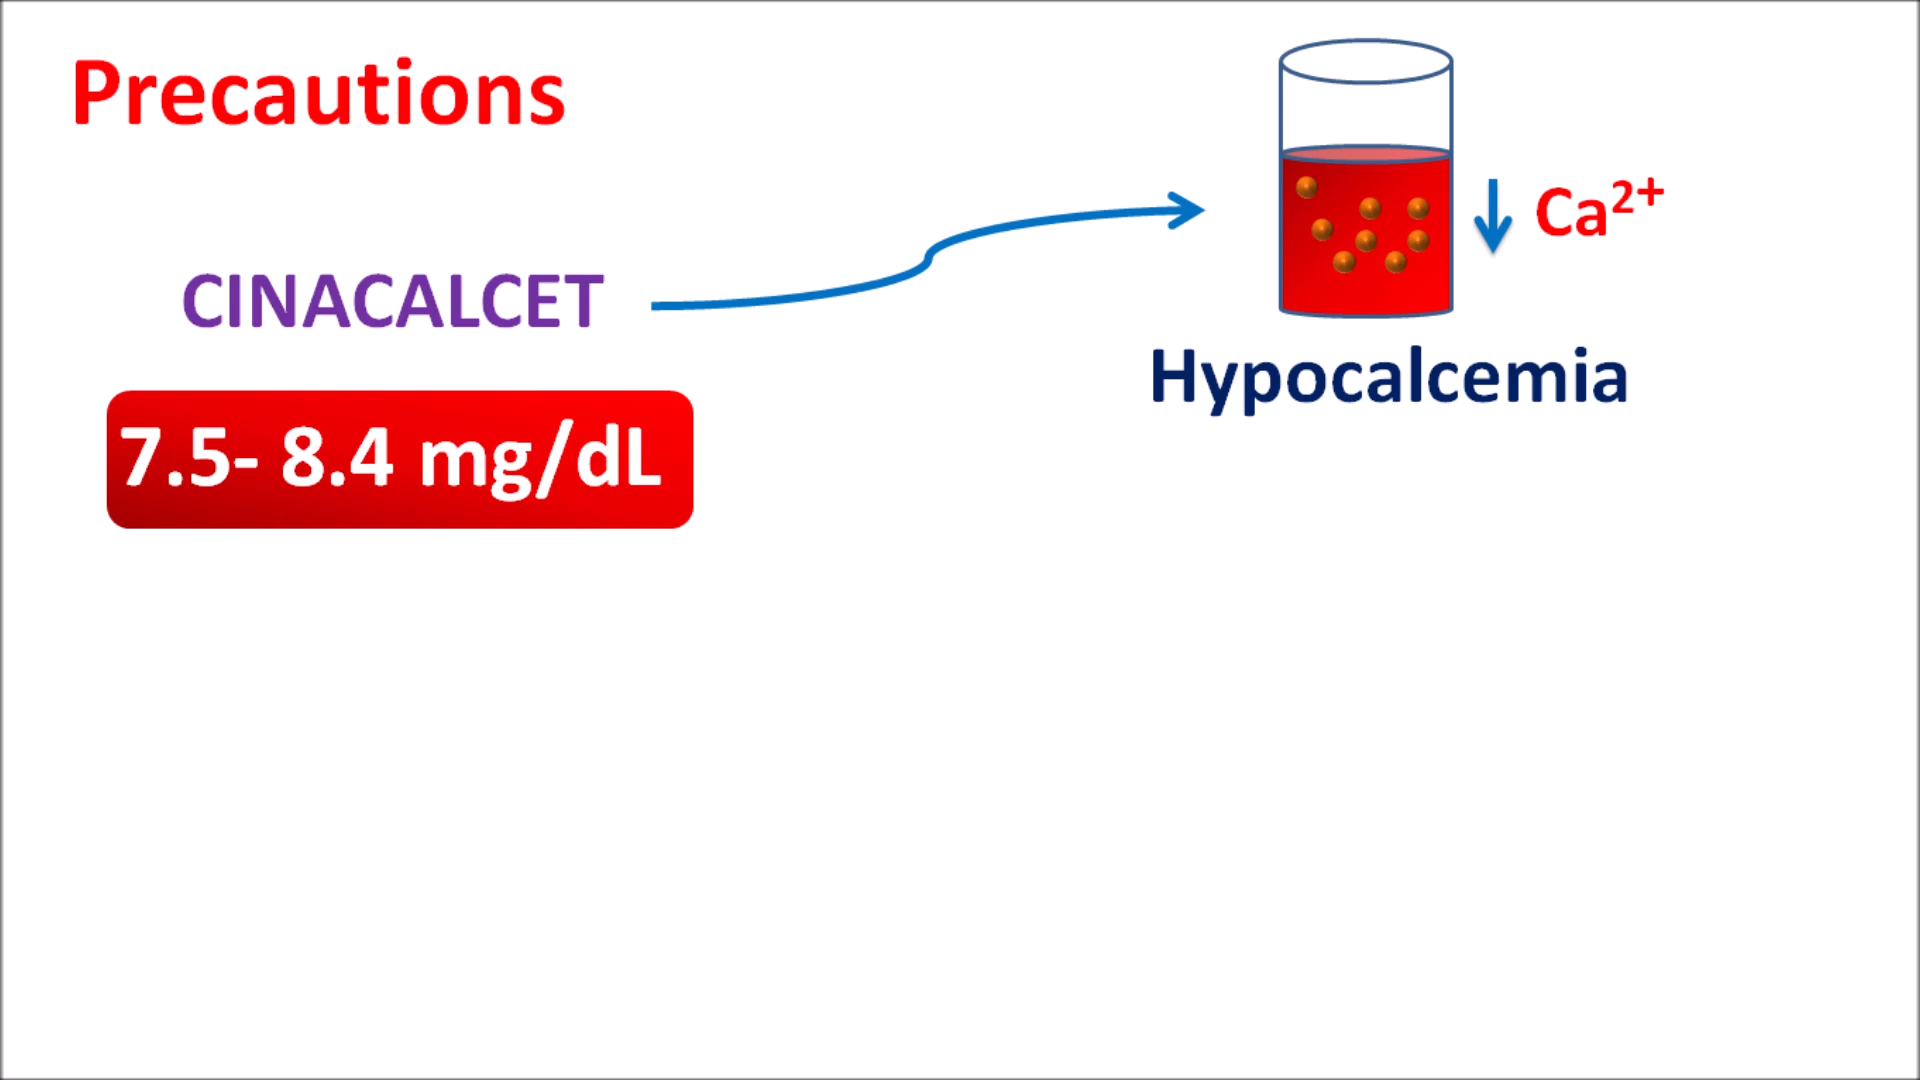 Precautions
Ca²⁺
CINACALCET
Hypocalcemia
7.5- 8.4 mg/dL